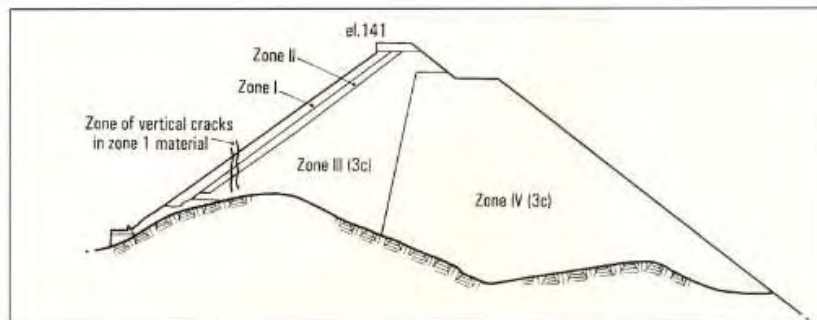 el.141
Zone II
Zone I
Zone of vertical cracks
in zone 1 material
Zone III (3c)
Zone IV (3c)